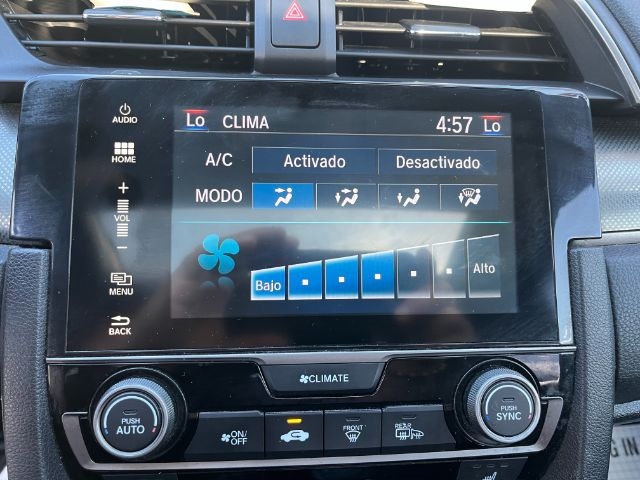 AUDIO
HOME
VOL
MENU
BACK
Lo CLIMA 4:57 Lo
A/C Activado Desactivado
MODO
Bajo Alto
CLIMATE
PUSH
AUTO
ON/
OFF
FRONT
REAR
PUSH
SYNC
G IN